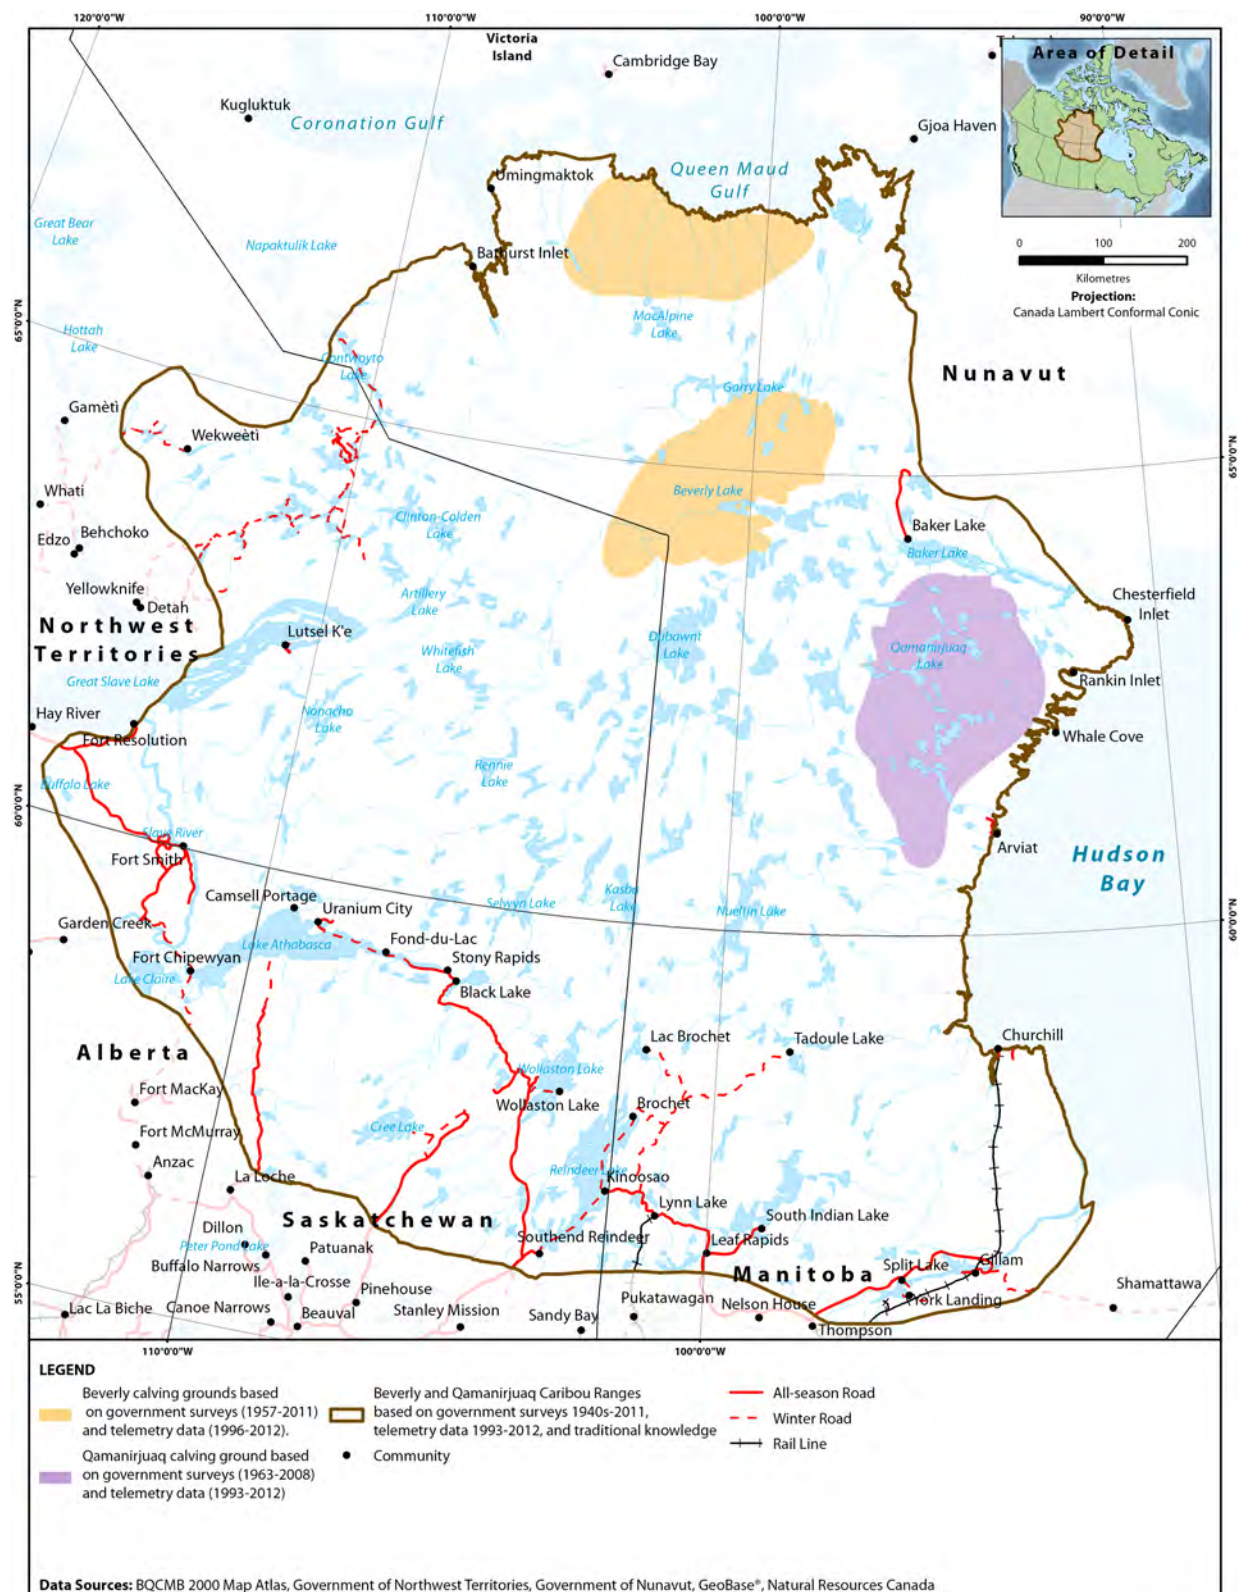 120°0'0"W
110°0'0"W
100°0'0"W
90°0'0"W
Victoria
Island
Cambridge Bay
T
Area of Detail
Kugluktuk
Coronation Gulf
Gjoa Haven
Queen Maud
Gulf
Umingmaktok
Great Bear
Lake
Napaktulik Lake
Bathurst Inlet
0
100
200
Kilometres
Projection:
Canada Lambert Conformal Conic
65°0'0"N
Hottah
Lake
MacAlpine
Lake
Contwoyto
Lake
Nunavut
Garry Lake
Gamètì
Wekweètì
65°0'0"N
Whati
Beverly Lake
Clinton-Colden
Lake
Edzo
Behchoko
Baker Lake
Baker Lake
Yellowknife
Detah
Artillery
Lake
Chesterfield
Inlet
Northwest
Territories
Lutsel K'e
Dubawnt
Lake
Whitefish
Lake
Qamanirjuaq
Lake
Great Slave Lake
Rankin Inlet
Hay River
Nonacho
Lake
Fort Resolution
Whale Cove
Rennie
Lake
Buffalo Lake
60°0'0"N
Slave River
Fort Smith
Arviat
Hudson
Bay
Camsell Portage
Uranium City
Selwyn Lake
Kasba
Lake
Nueltin Lake
60°0'0"N
Garden Creek
Lake Athabasca
Fond-du-Lac
Fort Chipewyan
Stony Rapids
Lake Claire
Black Lake
Alberta
Lac Brochet
Tadoule Lake
Churchill
Wollaston Lake
Fort MacKay
Wollaston Lake
Brochet
Fort McMurray
Cree Lake
Anzac
La Loche
Reindeer Lake
Kinoosao
Lynn Lake
Saskatchewan
Dillon
Southend Reindeer
South Indian Lake
Leaf Rapids
Peter Pond Lake
Patuanak
Buffalo Narrows
Manitoba
Split Lake
Gillam
55°0'0"N
Ile-a-la-Crosse
Pinehouse
York Landing
Shamattawa
Lac La Biche
Canoe Narrows
Beauval
Stanley Mission
Sandy Bay
Pukatawagan
Nelson House
Thompson
110°0'0"W
100°0'0"W
LEGEND
Beverly calving grounds based
on government surveys (1957-2011)
and telemetry data (1996-2012).
Qamanirjuaq calving ground based
on government surveys (1963-2008)
and telemetry data (1993-2012)
Beverly and Qamanirjuaq Caribou Ranges
based on government surveys 1940s-2011,
telemetry data 1993-2012, and traditional knowledge
Community
All-season Road
Winter Road
Rail Line
Data Sources: BQCMB 2000 Map Atlas, Government of Northwest Territories, Government of Nunavut, GeoBase®, Natural Resources Canada